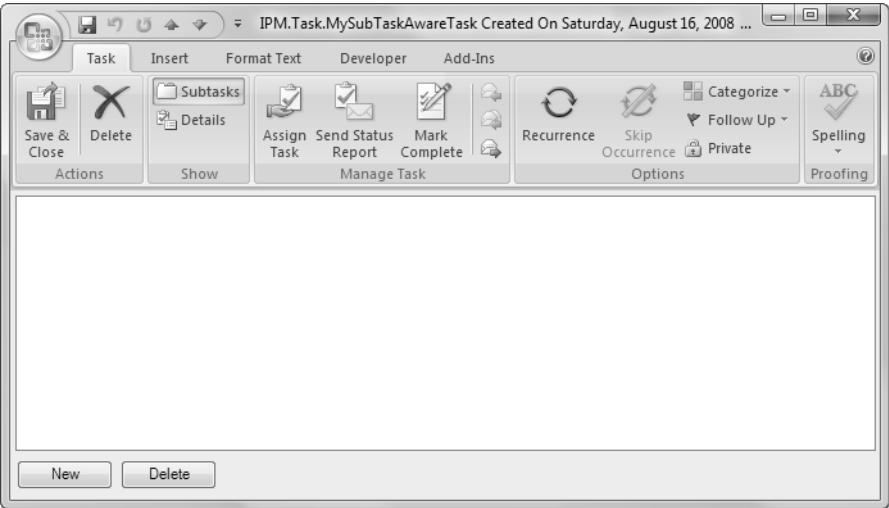 IPM.Task.MySubTaskAwareTask Created On Saturday, August 16, 2008 ...
Task Insert Format Text Developer Add-Ins
Save & Close
Delete
Actions
Subtasks
Details
Show
Assign Task
Send Status Report
Mark Complete
Manage Task
Recurrence
Skip Occurrence
Categorize
Follow Up
Private
Options
ABC
Spelling
Proofing
New Delete